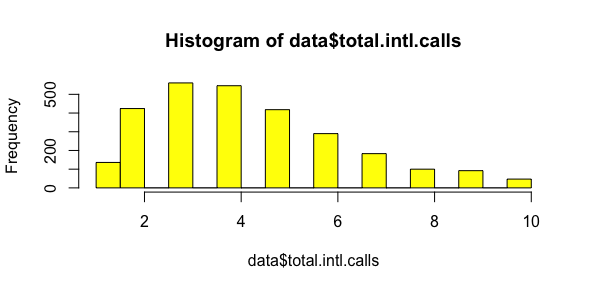 Histogram of data$total.intl.calls
Frequency
500
200
0
2 4 6 8 10
data$total.intl.calls